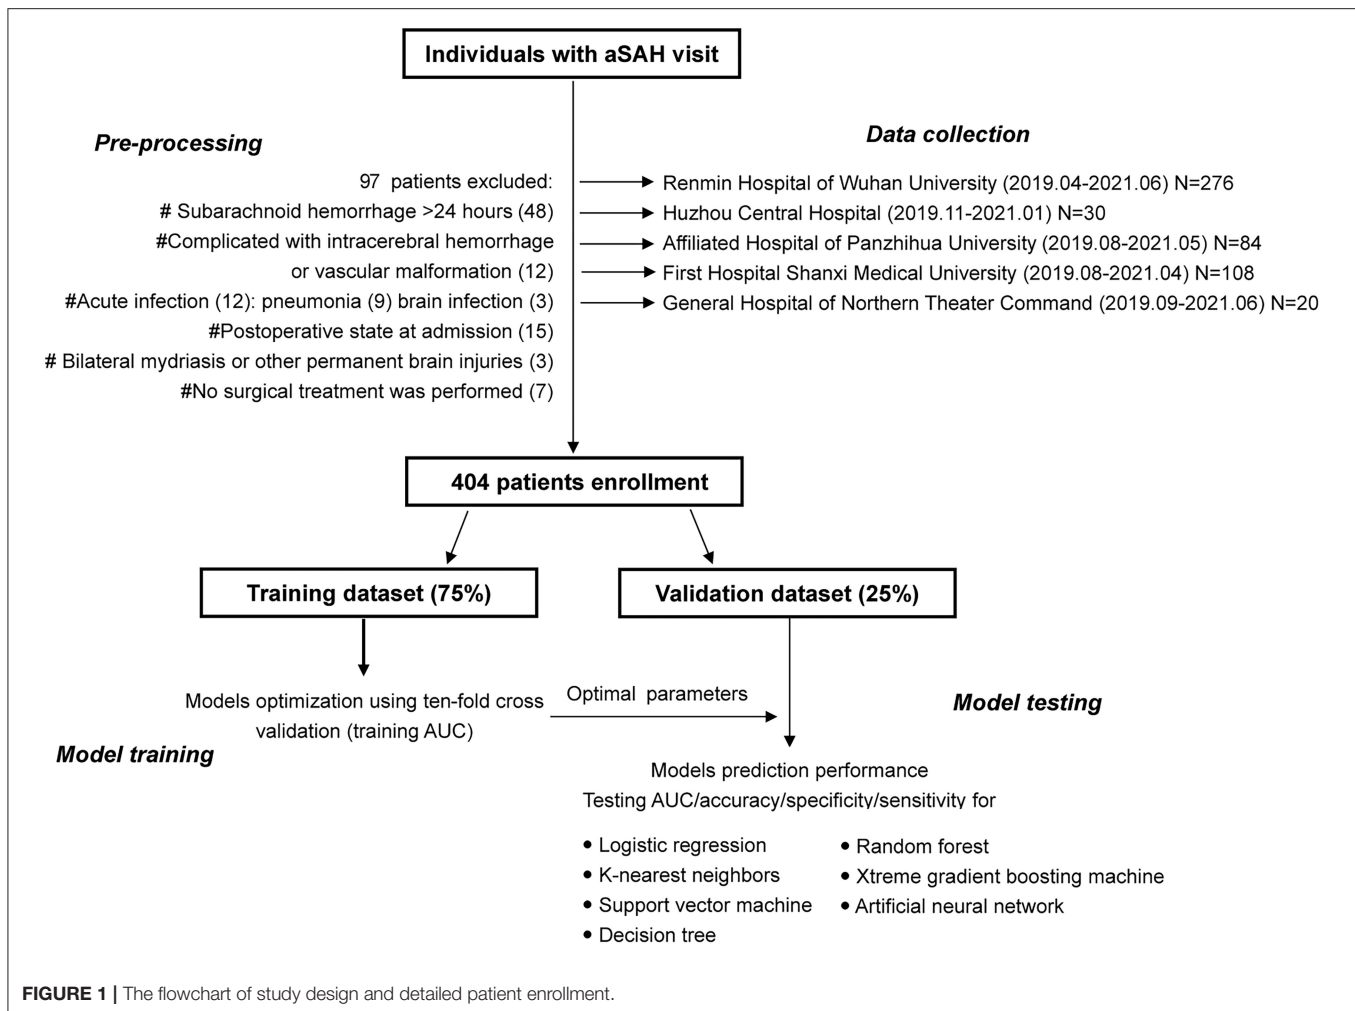 Individuals with aSAH visit
Pre-processing
97 patients excluded:
# Subarachnoid hemorrhage >24 hours (48)
#Complicated with intracerebral hemorrhage
or vascular malformation (12)
#Acute infection (12): pneumonia (9) brain infection (3)
#Postoperative state at admission (15)
# Bilateral mydriasis or other permanent brain injuries (3)
#No surgical treatment was performed (7)
Data collection
Renmin Hospital of Wuhan University (2019.04-2021.06) N=276
Huzhou Central Hospital (2019.11-2021.01) N=30
Affiliated Hospital of Panzhihua University (2019.08-2021.05) N=84
First Hospital Shanxi Medical University (2019.08-2021.04) N=108
General Hospital of Northern Theater Command (2019.09-2021.06) N=20
404 patients enrollment
Training dataset (75%)
Validation dataset (25%)
Models optimization using ten-fold cross
validation (training AUC)
Optimal parameters
Model training
Model testing
Models prediction performance
Testing AUC/accuracy/specificity/sensitivity for
• Logistic regression
• K-nearest neighbors
• Support vector machine
• Decision tree
• Random forest
• Xtreme gradient boosting machine
• Artificial neural network
FIGURE 1 | The flowchart of study design and detailed patient enrollment.